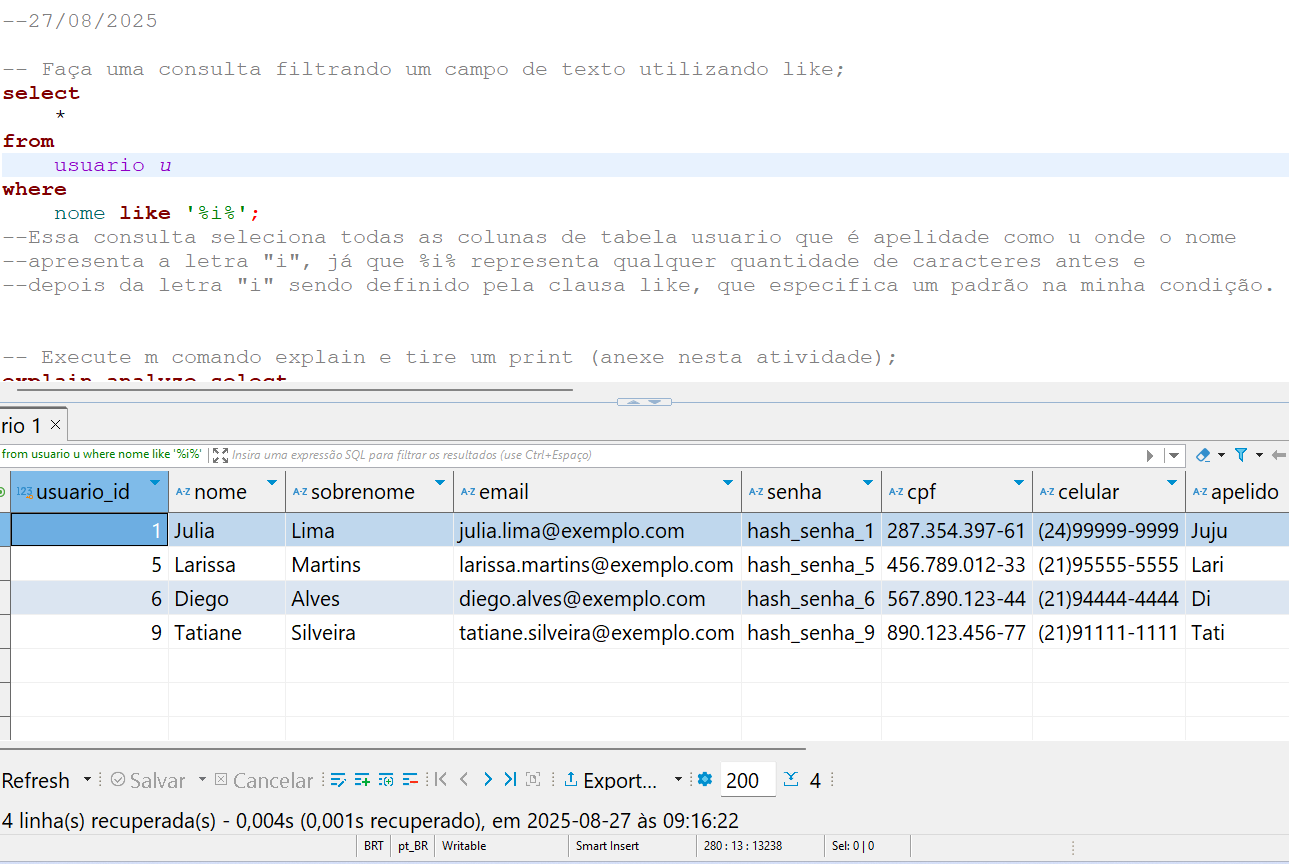 --27/08/2025
-- Faça uma consulta filtrando um campo de texto utilizando like;
select
*
from
usuario u
where
nome like '%i%';
--Essa consulta seleciona todas as colunas de tabela usuario que é apelidade como u onde o nome
--apresenta a letra "i", já que %i% representa qualquer quantidade de caracteres antes e
--depois da letra "i" sendo definido pela clausa like, que especifica um padrão na minha condição.
-- Execute m comando explain e tire um print (anexe nesta atividade);
explain analyze select
rio 1 ×
from usuario u where nome like '%i%' Insira uma expressão SQL para filtrar os resultados (use Ctrl+Espaço)
123 usuario_id A-Z nome A-Z sobrenome A-Z email A-Z senha A-Z cpf A-Z celular A-Z apelido
1 Julia Lima julia.lima@exemplo.com hash_senha_1 287.354.397-61 (24)99999-9999 Juju
5 Larissa Martins larissa.martins@exemplo.com hash_senha_5 456.789.012-33 (21)95555-5555 Lari
6 Diego Alves diego.alves@exemplo.com hash_senha_6 567.890.123-44 (21)94444-4444 Di
9 Tatiane Silveira tatiane.silveira@exemplo.com hash_senha_9 890.123.456-77 (21)91111-1111 Tati
Refresh Salvar Cancelar Export... 200 4
4 linha(s) recuperada(s) - 0,004s (0,001s recuperado), em 2025-08-27 às 09:16:22
BRT pt_BR Writable Smart Insert 280 : 13 : 13238 Sel: 0 | 0